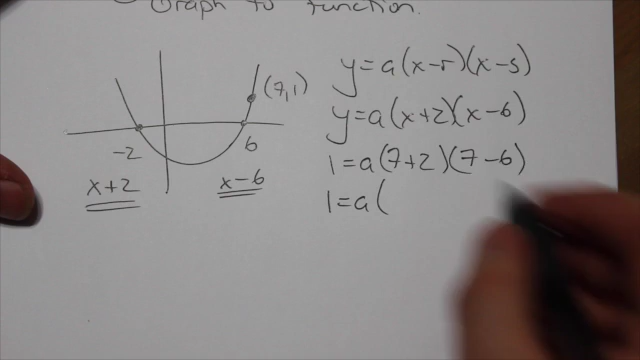 Graph to function.
y=a(x-r)(x-s)
(7,1)
y=a(x+2)(x-6)
-2
6
1=a(7+2)(7-6)
x+2
x-6
1=a(